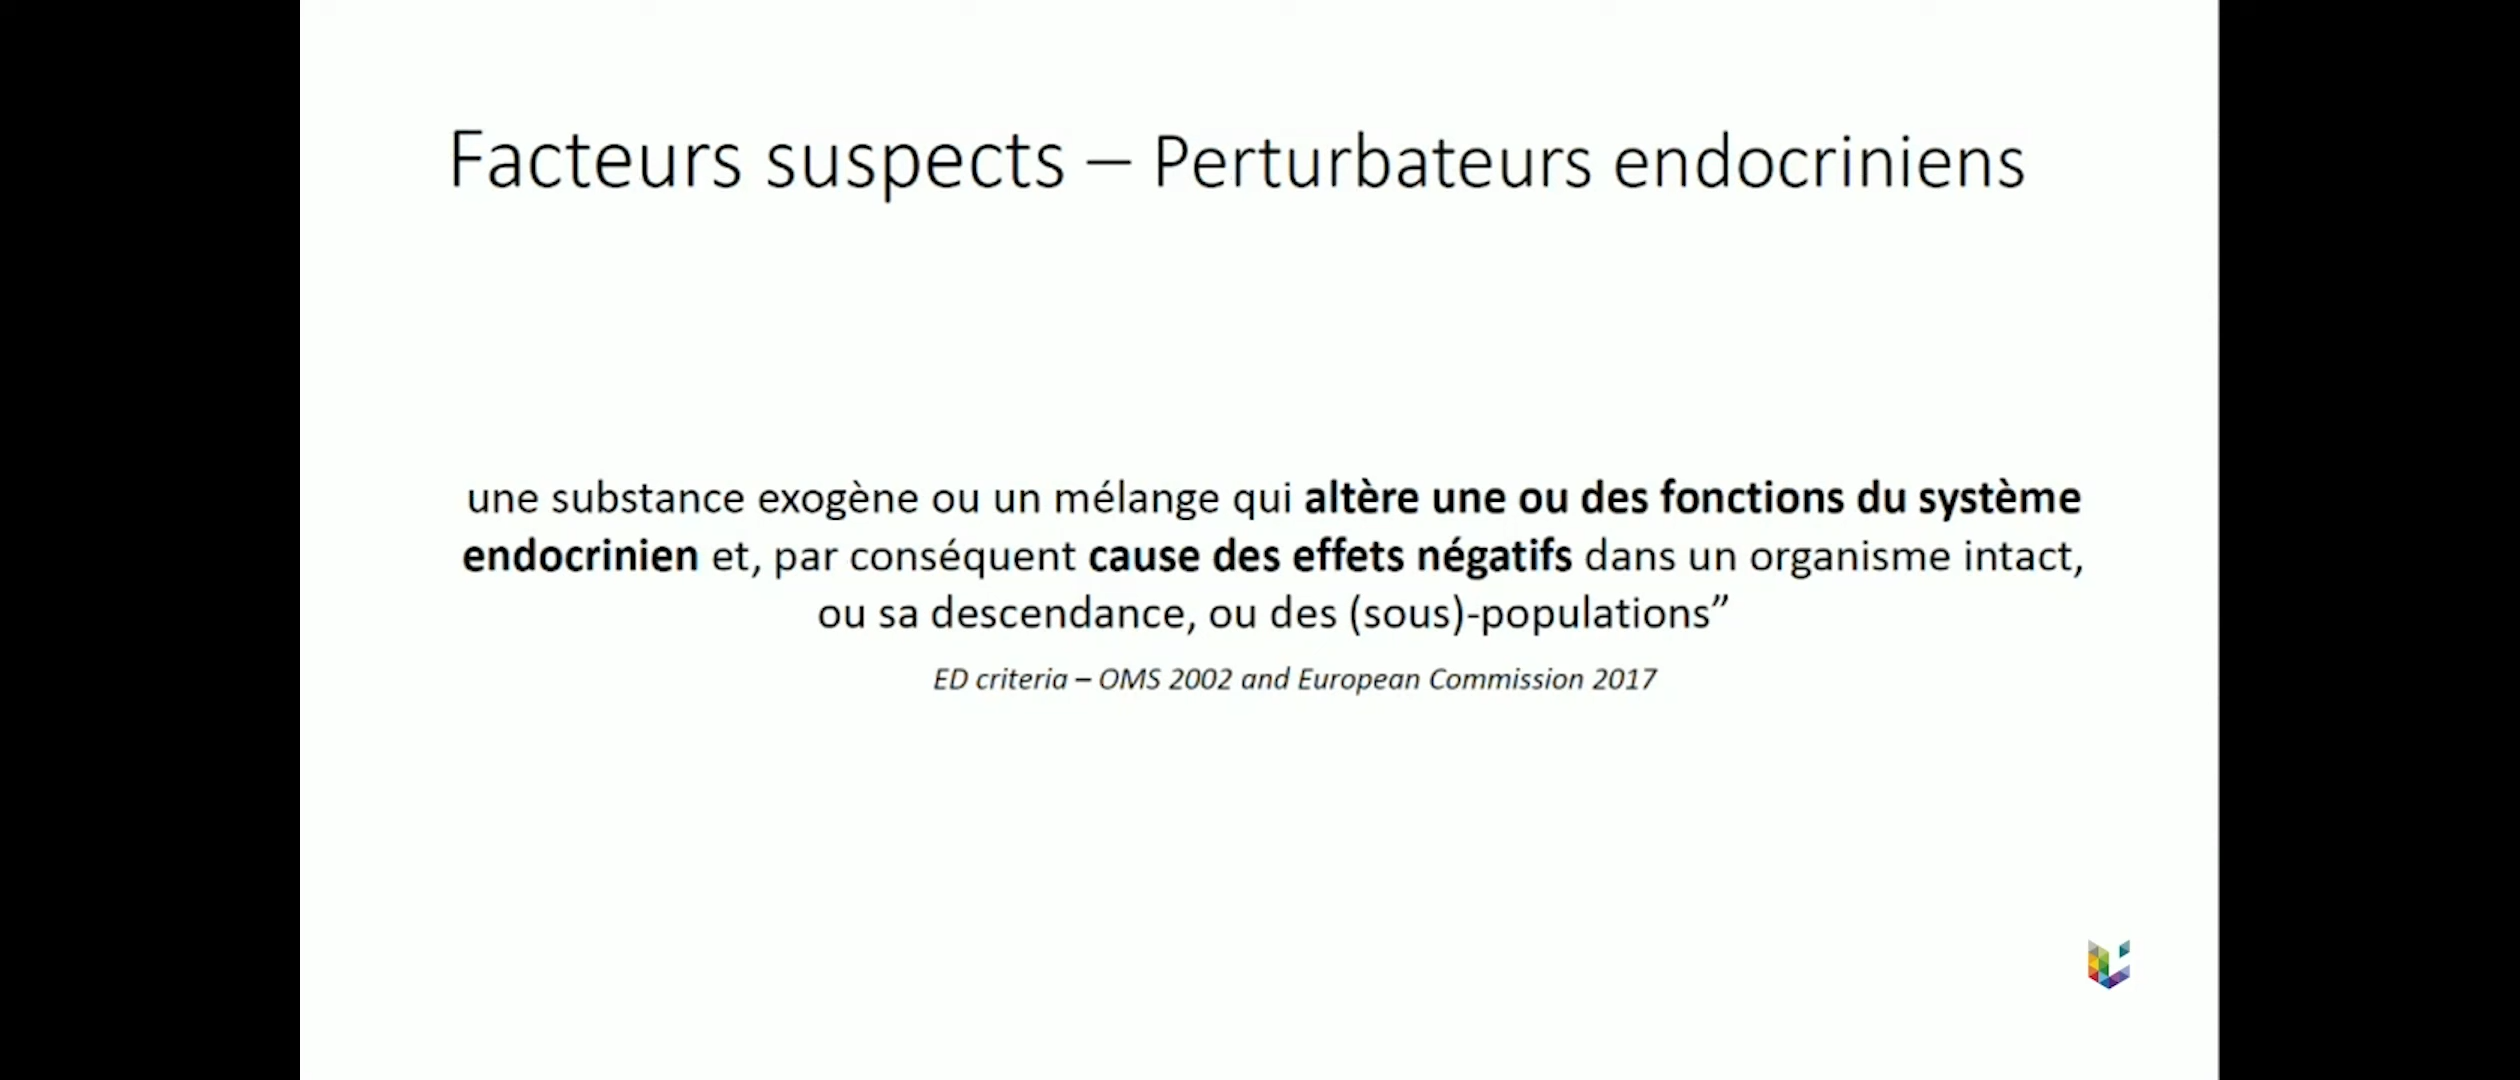 Facteurs suspects – Perturbateurs endocriniens
une substance exogène ou un mélange qui altère une ou des fonctions du système
endocrinien et, par conséquent cause des effets négatifs dans un organisme intact,
ou sa descendance, ou des (sous)-populations”
ED criteria – OMS 2002 and European Commission 2017